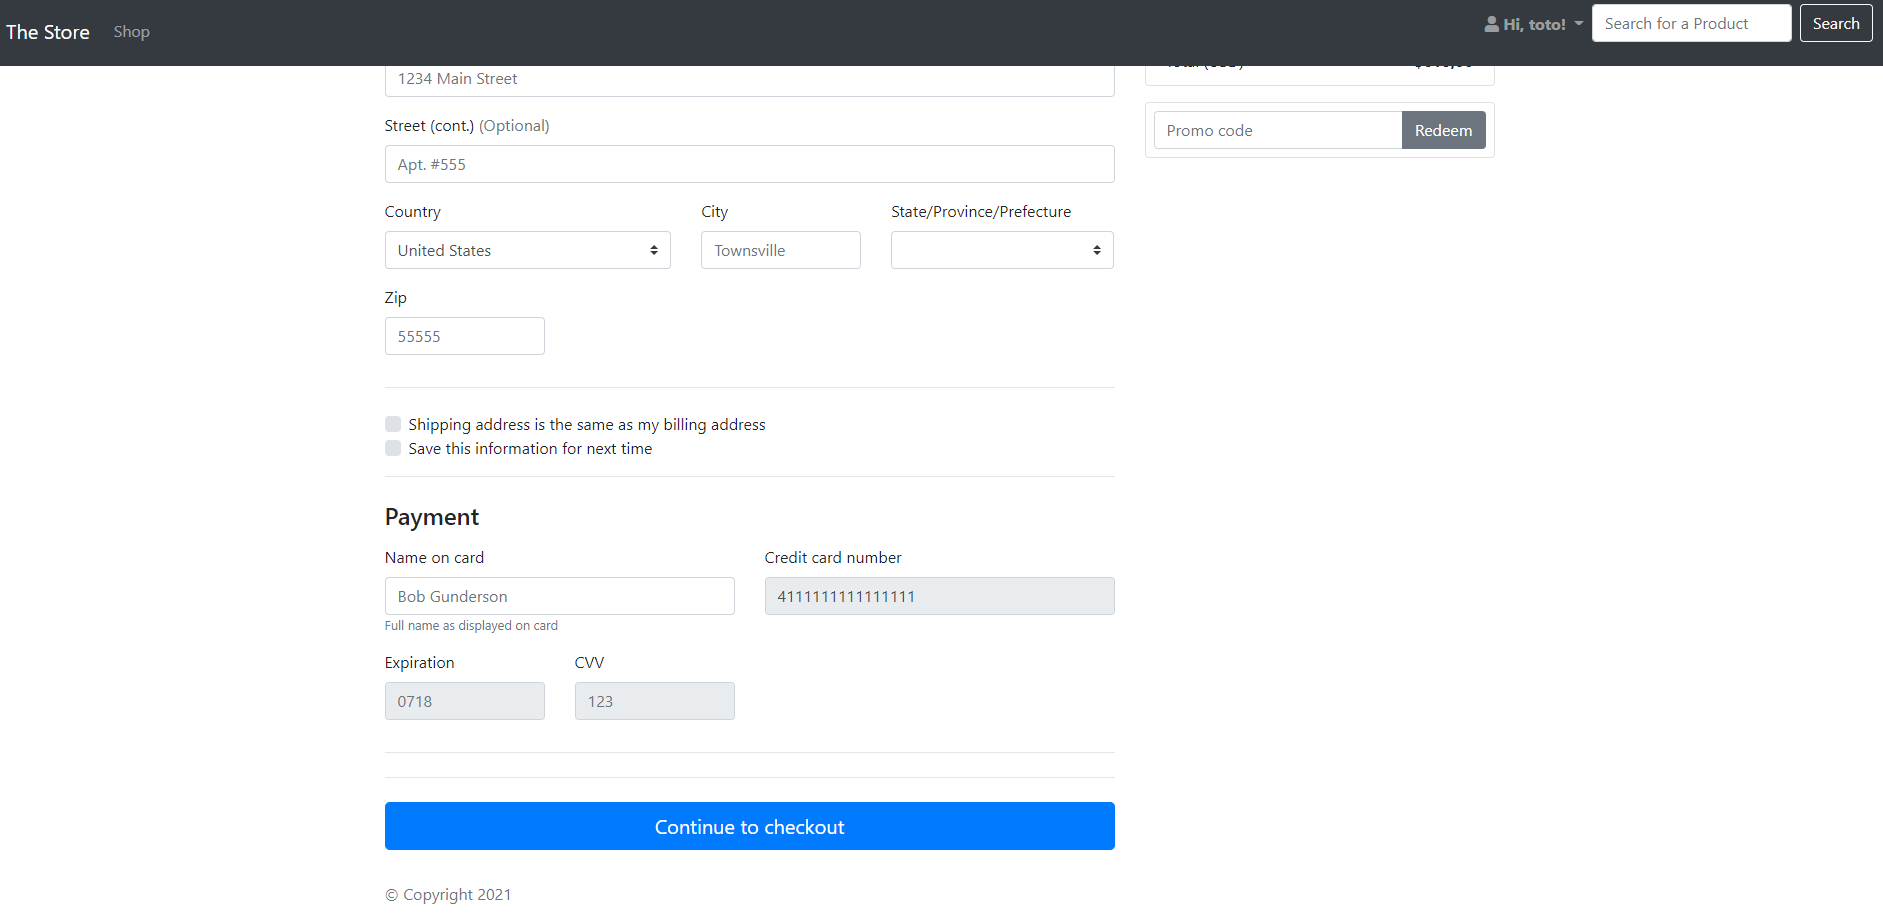 The Store Shop Hi, toto! Search for a Product Search
1234 Main Street
Street (cont.) (Optional)
Apt. #555
Country City State/Province/Prefecture
United States Townsville
Zip
55555
Shipping address is the same as my billing address
Save this information for next time
Payment
Name on card Credit card number
Bob Gunderson 4111111111111111
Full name as displayed on card
Expiration CVV
0718 123
Continue to checkout
© Copyright 2021
Promo code Redeem